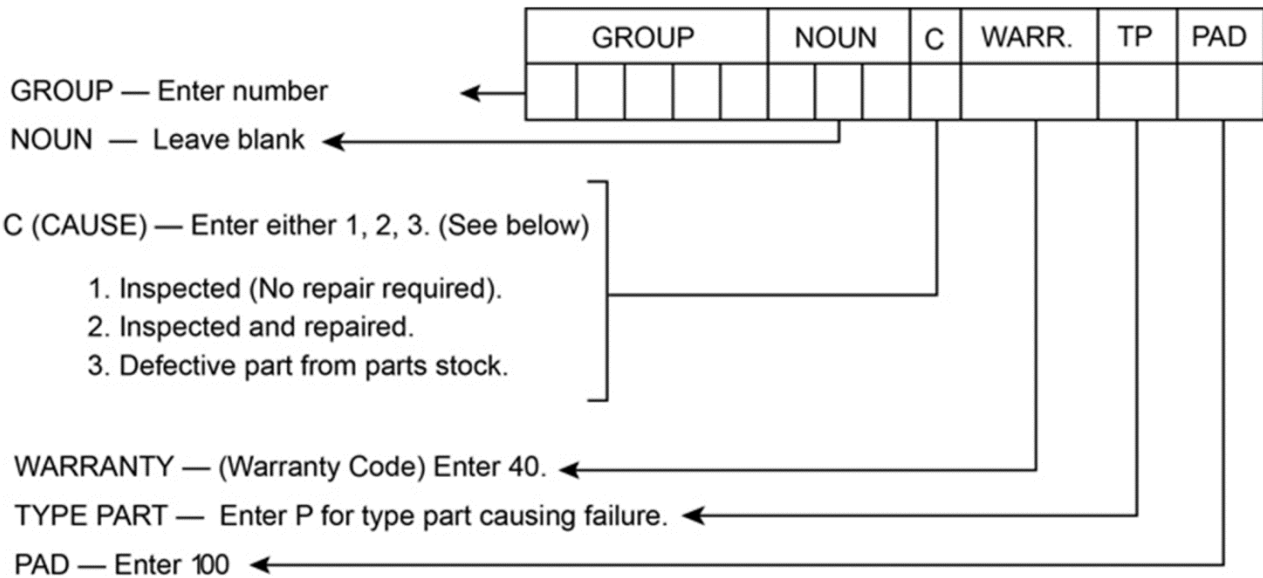 GROUP NOUN C WARR. TP PAD
GROUP — Enter number
NOUN — Leave blank
C (CAUSE) — Enter either 1, 2, 3. (See below)
1. Inspected (No repair required).
2. Inspected and repaired.
3. Defective part from parts stock.
WARRANTY — (Warranty Code) Enter 40.
TYPE PART — Enter P for type part causing failure.
PAD — Enter 100